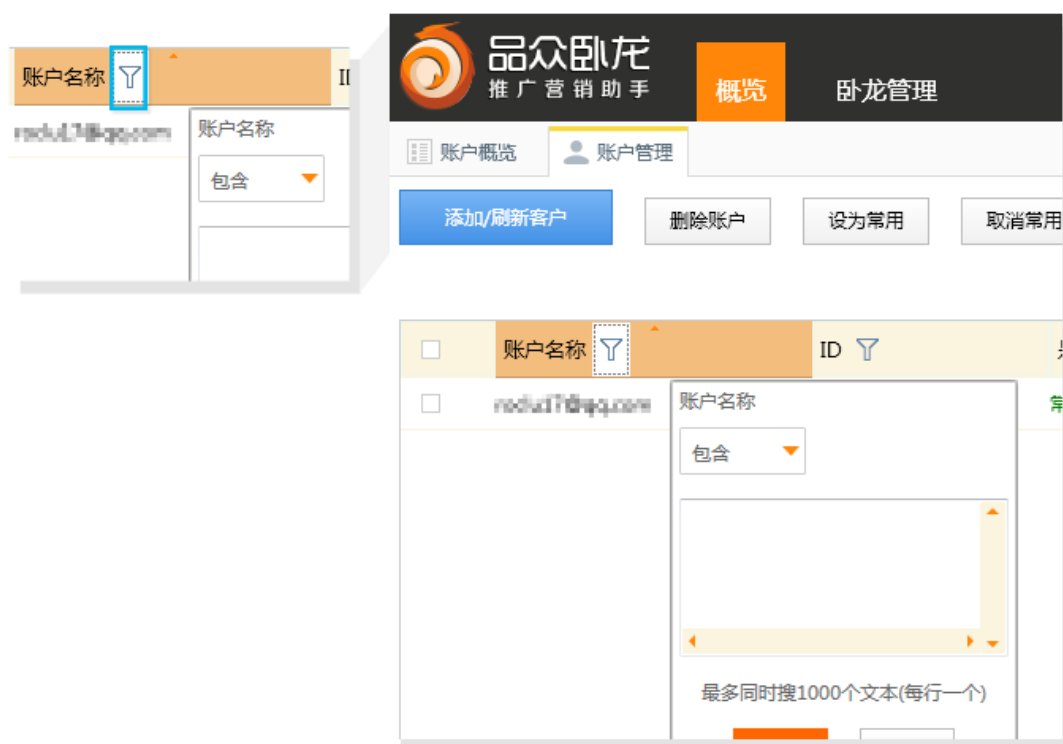 账户名称
ID
账户名称
包含
品众卧龙
推广营销助手
概览
卧龙管理
账户概览
账户管理
添加/刷新客户
删除账户
设为常用
取消常用
账户名称
ID
账户名称
包含
最多同时搜1000个文本(每行一个)